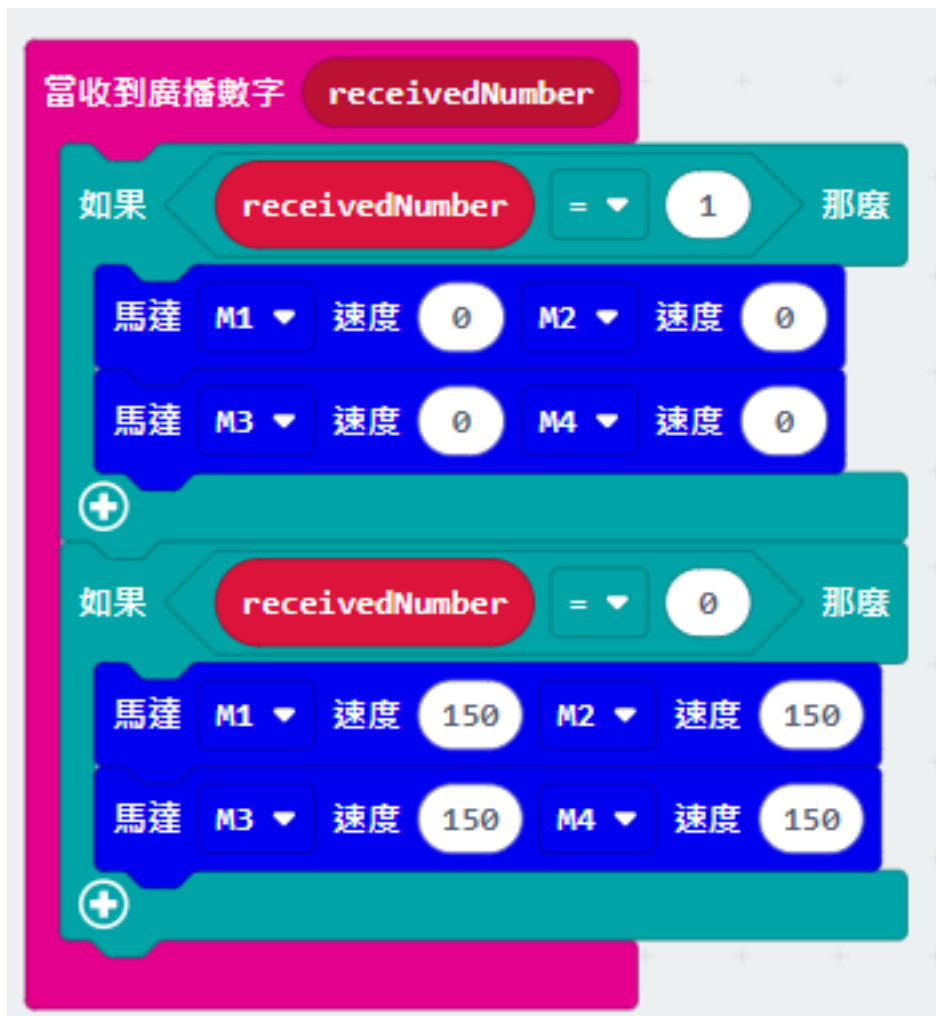 當收到廣播數字 receivedNumber
如果 receivedNumber = 1 那麼
馬達 M1 速度 0 M2 速度 0
馬達 M3 速度 0 M4 速度 0
如果 receivedNumber = 0 那麼
馬達 M1 速度 150 M2 速度 150
馬達 M3 速度 150 M4 速度 150